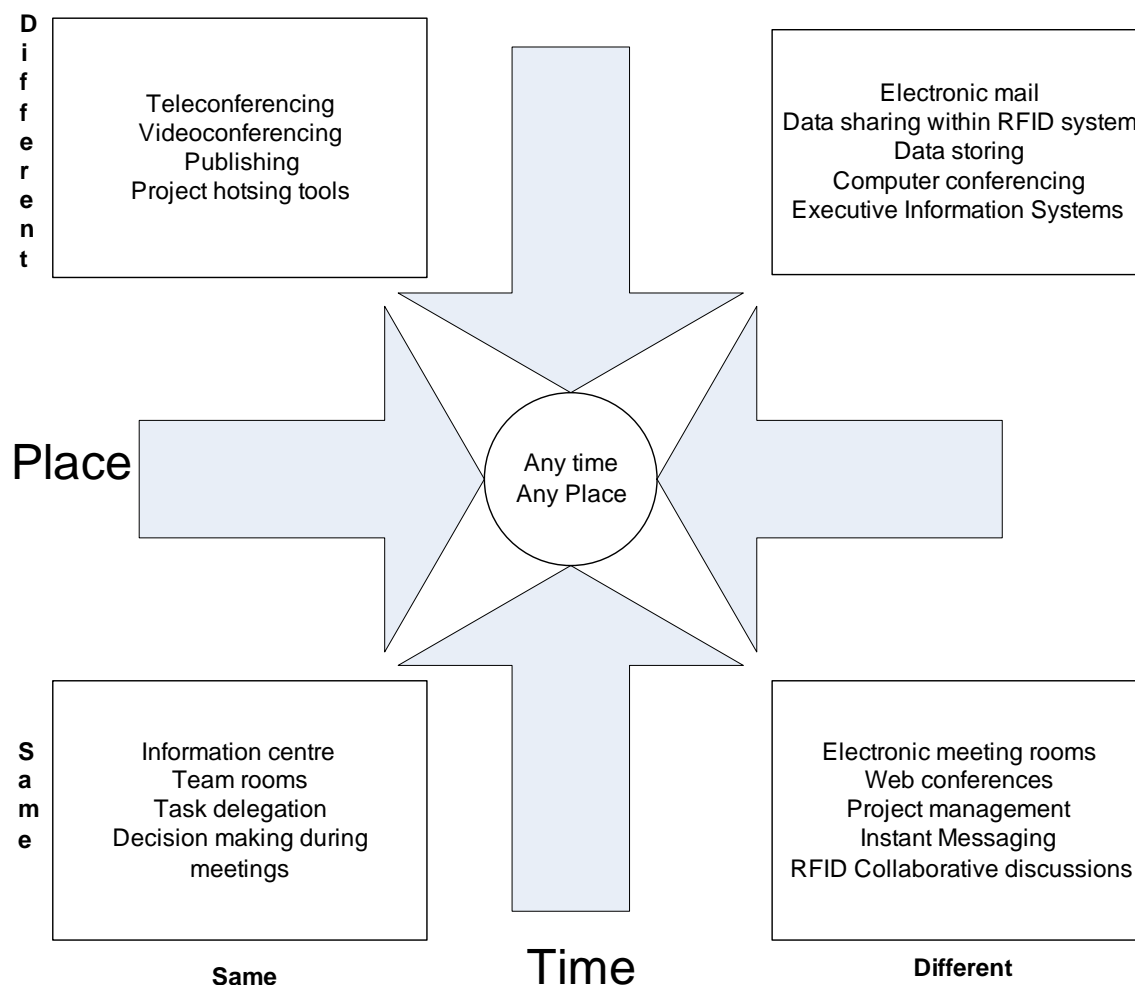 Different
Teleconferencing
Videoconferencing
Publishing
Project hotsing tools
Electronic mail
Data sharing within RFID system
Data storing
Computer conferencing
Executive Information Systems
Place
Any time
Any Place
Same
Information centre
Team rooms
Task delegation
Decision making during
meetings
Electronic meeting rooms
Web conferences
Project management
Instant Messaging
RFID Collaborative discussions
Same
Time
Different